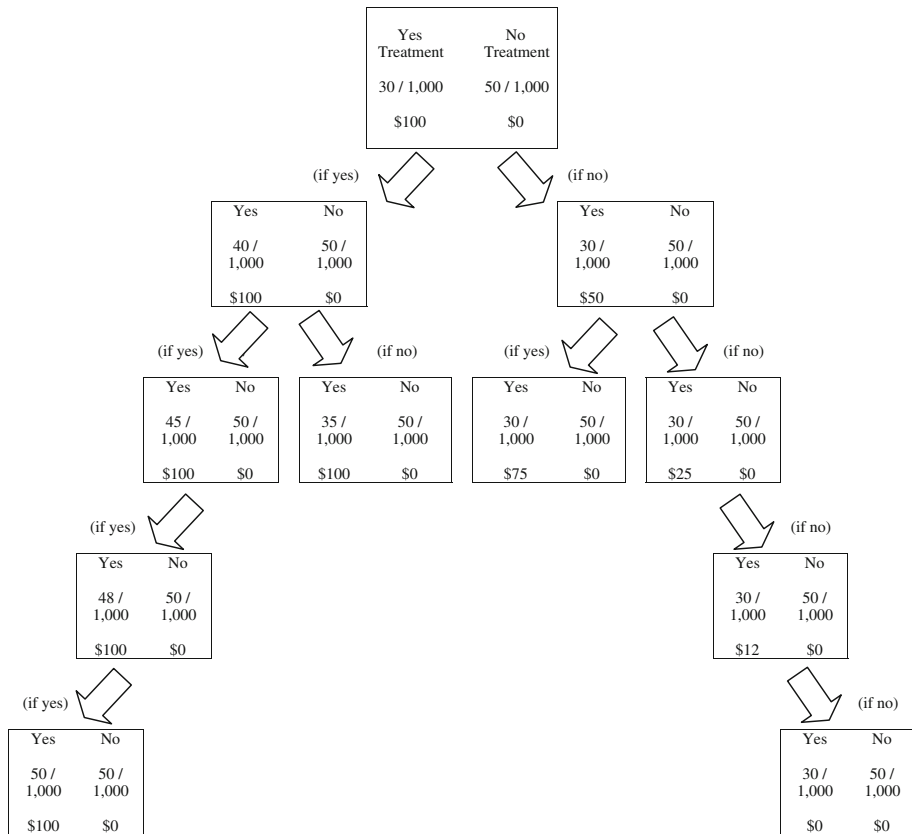 Yes Treatment No Treatment
30 / 1,000 50 / 1,000
$100 $0
(if yes) (if no)
Yes No
40 / 1,000 50 / 1,000
$100 $0
Yes No
30 / 1,000 50 / 1,000
$50 $0
(if yes) (if no) (if yes) (if no)
Yes No
45 / 1,000 50 / 1,000
$100 $0
Yes No
35 / 1,000 50 / 1,000
$100 $0
Yes No
30 / 1,000 50 / 1,000
$75 $0
Yes No
30 / 1,000 50 / 1,000
$25 $0
(if yes) (if no)
Yes No
48 / 1,000 50 / 1,000
$100 $0
Yes No
30 / 1,000 50 / 1,000
$12 $0
(if yes) (if no)
Yes No
50 / 1,000 50 / 1,000
$100 $0
Yes No
30 / 1,000 50 / 1,000
$0 $0